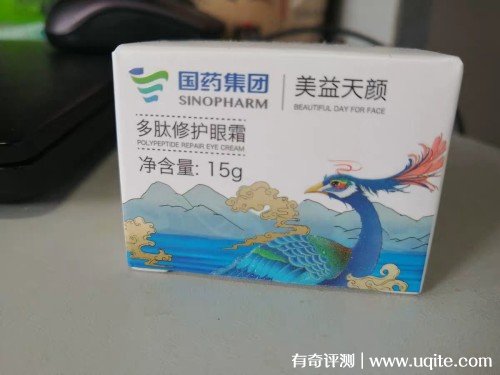 国药集团
SINOPHARM
美益天颜
BEAUTIFUL DAY FOR FACE
多肽修护眼霜
POLYPEPTIDE REPAIR EYE CREAM
净含量: 15g
有奇评测 | www.uqite.com